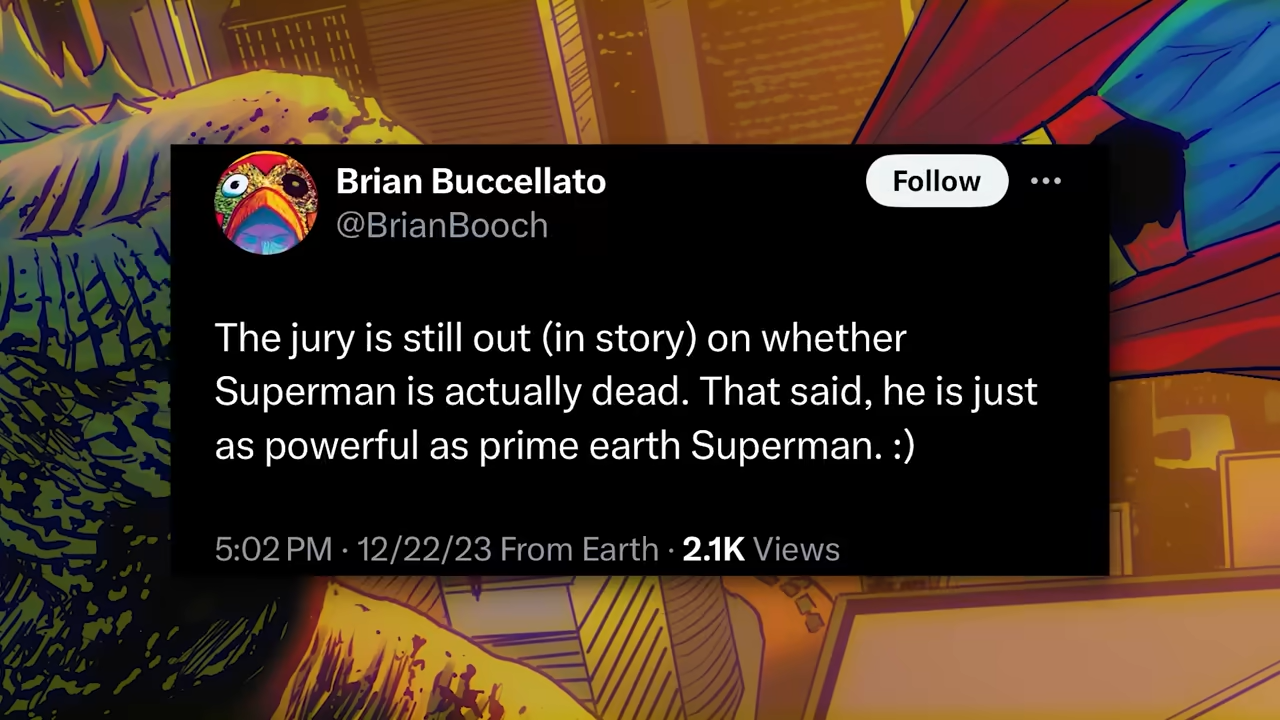 Brian Buccellato
@BrianBooch
Follow
The jury is still out (in story) on whether
Superman is actually dead. That said, he is just
as powerful as prime earth Superman. :)
5:02 PM · 12/22/23 From Earth · 2.1K Views